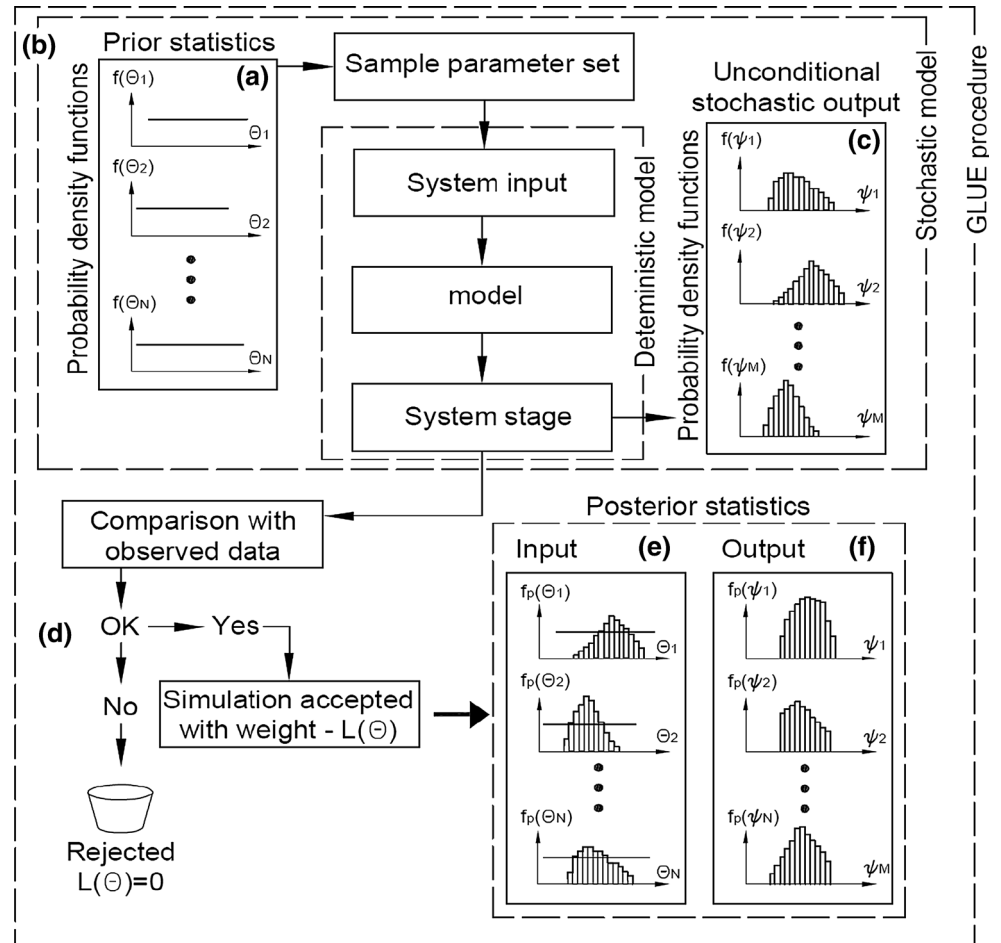 (b)
Prior statistics
(a)
Probability density functions
f(Θ1)
Θ1
f(Θ2)
Θ2
f(ΘN)
ΘN
Sample parameter set
System input
model
System stage
Deteministic model
Unconditional
stochastic output
(c)
Probability density functions
f(ψ1)
ψ1
f(ψ2)
ψ2
f(ψM)
ψM
Stochastic model
GLUE procedure
Comparison with
observed data
(d)
OK
Yes
No
Simulation accepted
with weight - L(Θ)
Rejected
L(Θ)=0
Posterior statistics
Input
(e)
fp(Θ1)
Θ1
fp(Θ2)
Θ2
fp(ΘN)
ΘN
Output
(f)
fp(ψ1)
ψ1
fp(ψ2)
ψ2
fp(ψN)
ψM